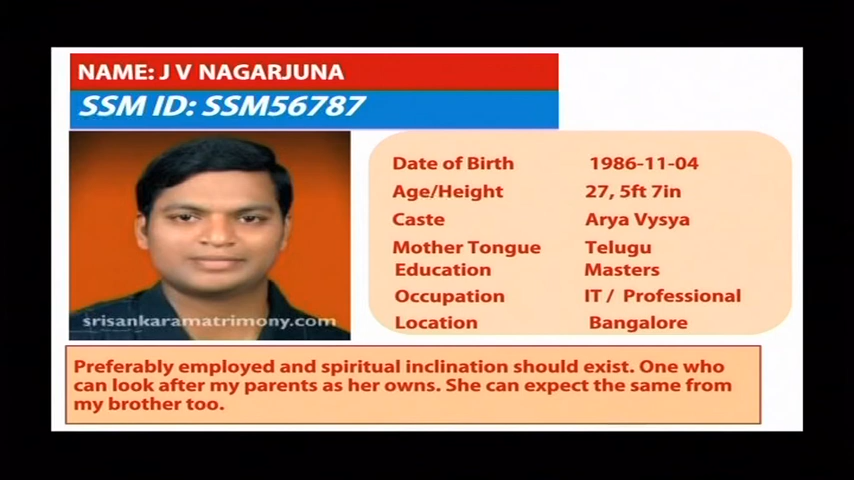 NAME: J V NAGARJUNA
SSM ID: SSM56787
srisankaramatrimony.com
Date of Birth 1986-11-04
Age/Height 27, 5ft 7in
Caste Arya Vysya
Mother Tongue Telugu
Education Masters
Occupation IT / Professional
Location Bangalore
Preferably employed and spiritual inclination should exist. One who
can look after my parents as her owns. She can expect the same from
my brother too.